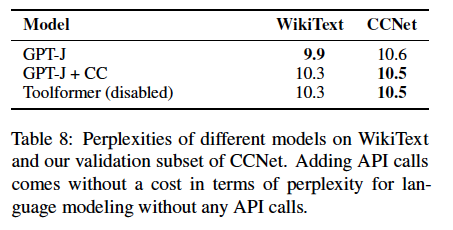 Model WikiText CCNet
GPT-J 9.9 10.6
GPT-J + CC 10.3 10.5
Toolformer (disabled) 10.3 10.5
Table 8: Perplexities of different models on WikiText
and our validation subset of CCNet. Adding API calls
comes without a cost in terms of perplexity for lan-
guage modeling without any API calls.